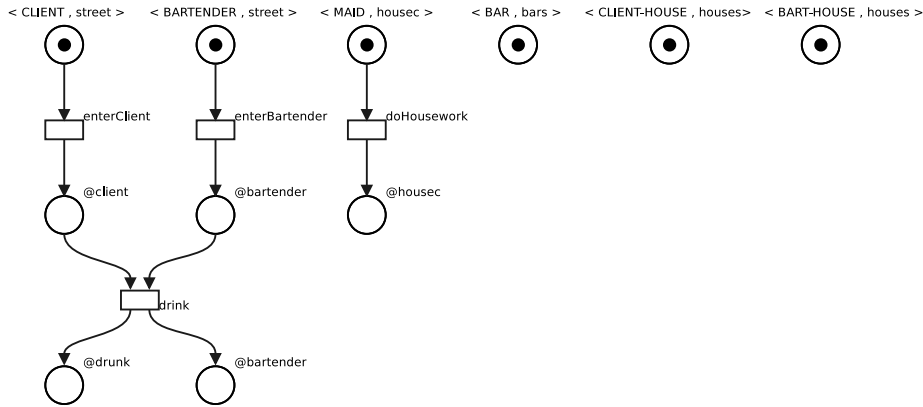 < CLIENT , street > < BARTENDER , street > < MAID , housec > < BAR , bars > < CLIENT-HOUSE , houses> < BART-HOUSE , houses >
enterClient enterBartender doHousework
@client @bartender @housec
drink
@drunk @bartender